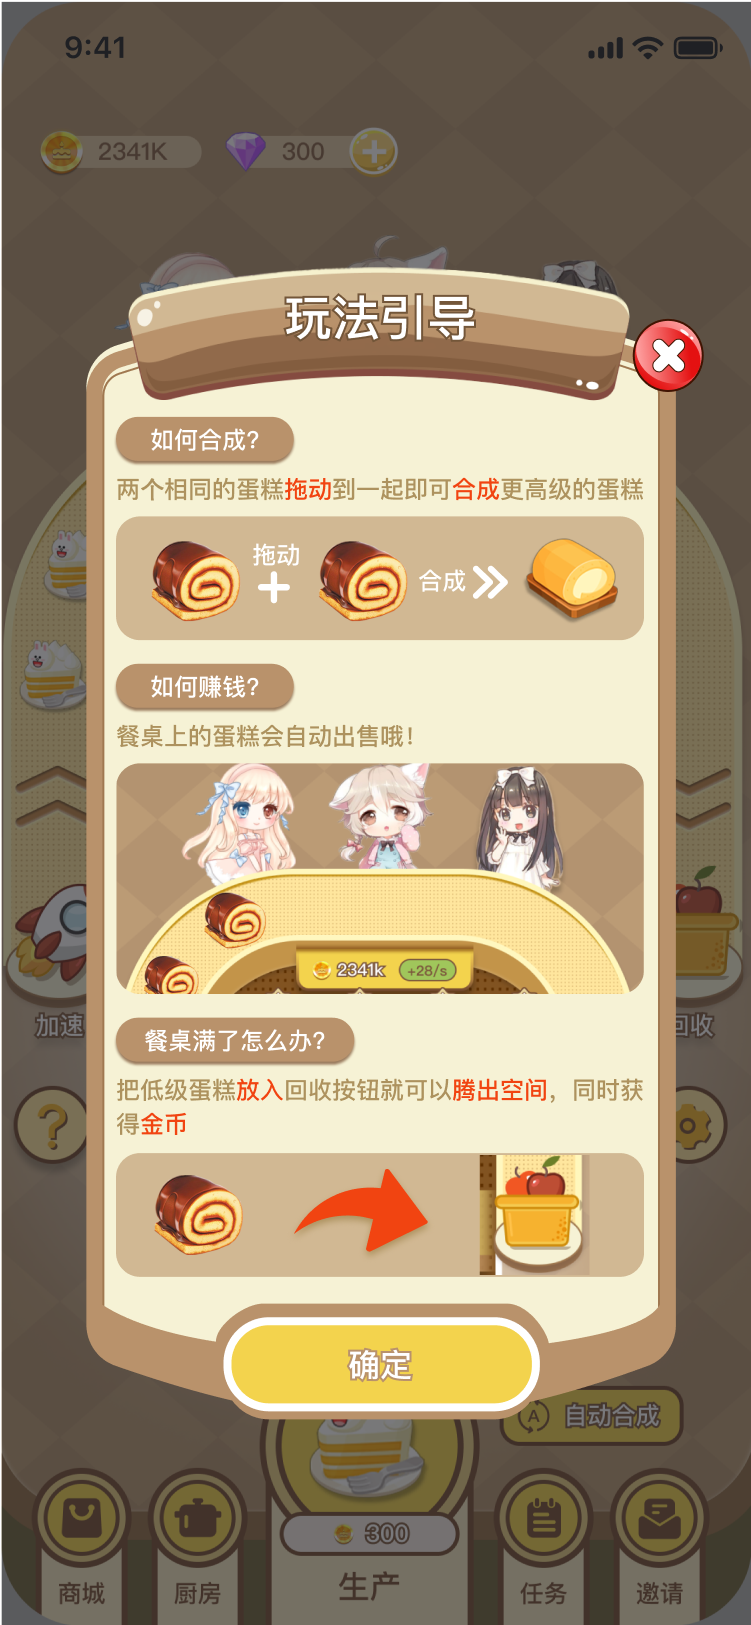 9:41
2341K
300
玩法引导
如何合成?
两个相同的蛋糕拖动到一起即可合成更高级的蛋糕
拖动
合成
如何赚钱?
餐桌上的蛋糕会自动出售哦!
2341k
+28/s
餐桌满了怎么办?
把低级蛋糕放入回收按钮就可以腾出空间，同时获
得金币
加速
回收
?
确定
A 自动合成
300
商城
厨房
生产
任务
邀请